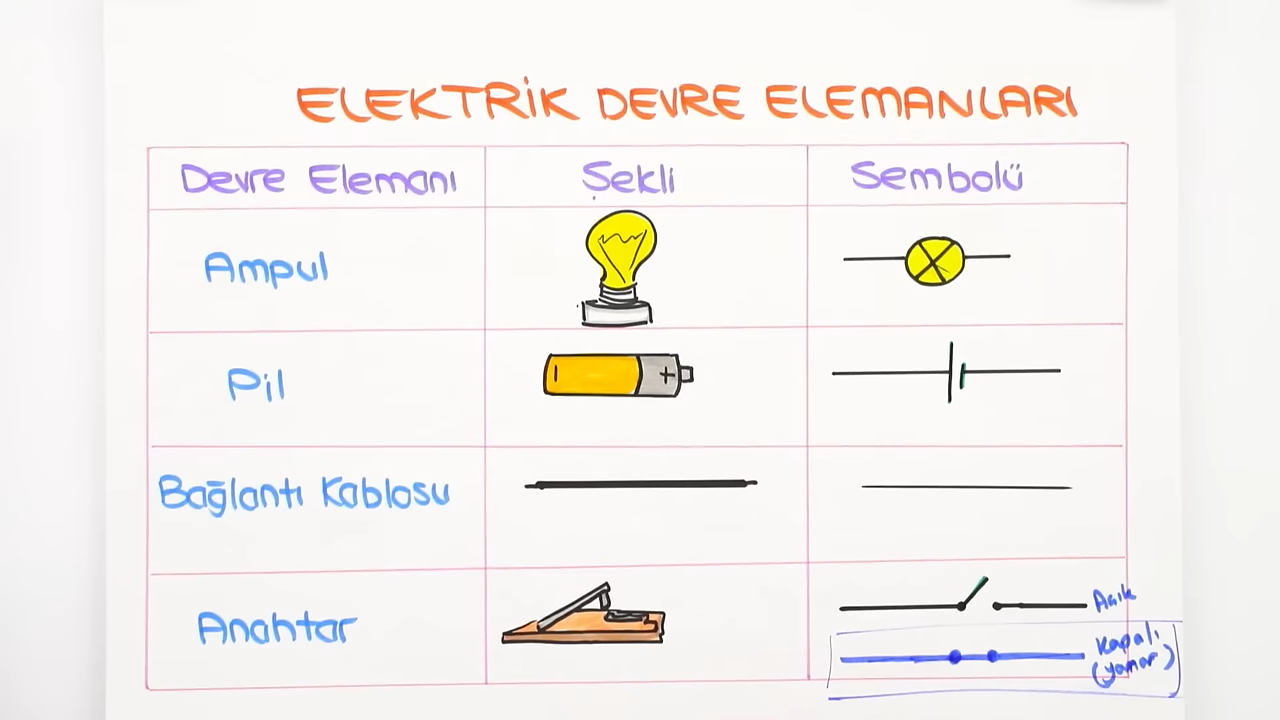 ELEKTRİK DEVRE ELEMANLARI
Devre Elemanı Şekli Sembolü
Ampul
Pil
+
Bağlantı Kablosu
Anahtar
Açık
Kapalı
(yanar)